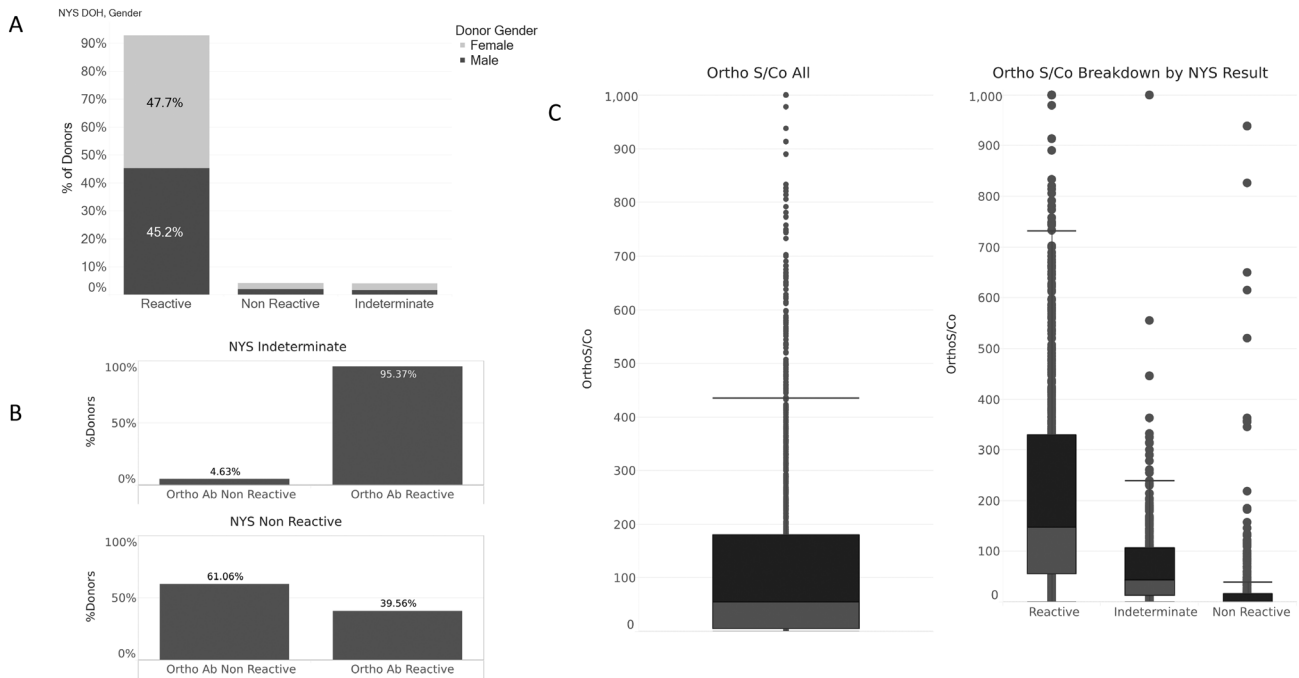 A
NYS DOH, Gender
90%
80%
70%
60%
50%
40%
30%
20%
10%
0%
% of Donors
47.7%
45.2%
Reactive
Non Reactive
Indeterminate
Donor Gender
Female
Male
B
NYS Indeterminate
100%
50%
0%
%Donors
4.63%
95.37%
Ortho Ab Non Reactive
Ortho Ab Reactive
NYS Non Reactive
100%
50%
0%
%Donors
61.06%
39.56%
Ortho Ab Non Reactive
Ortho Ab Reactive
C
Ortho S/Co All
1,000
900
800
700
600
500
400
300
200
100
0
OrthoS/Co
Ortho S/Co Breakdown by NYS Result
1,000
900
800
700
600
500
400
300
200
100
0
OrthoS/Co
Reactive
Indeterminate
Non Reactive